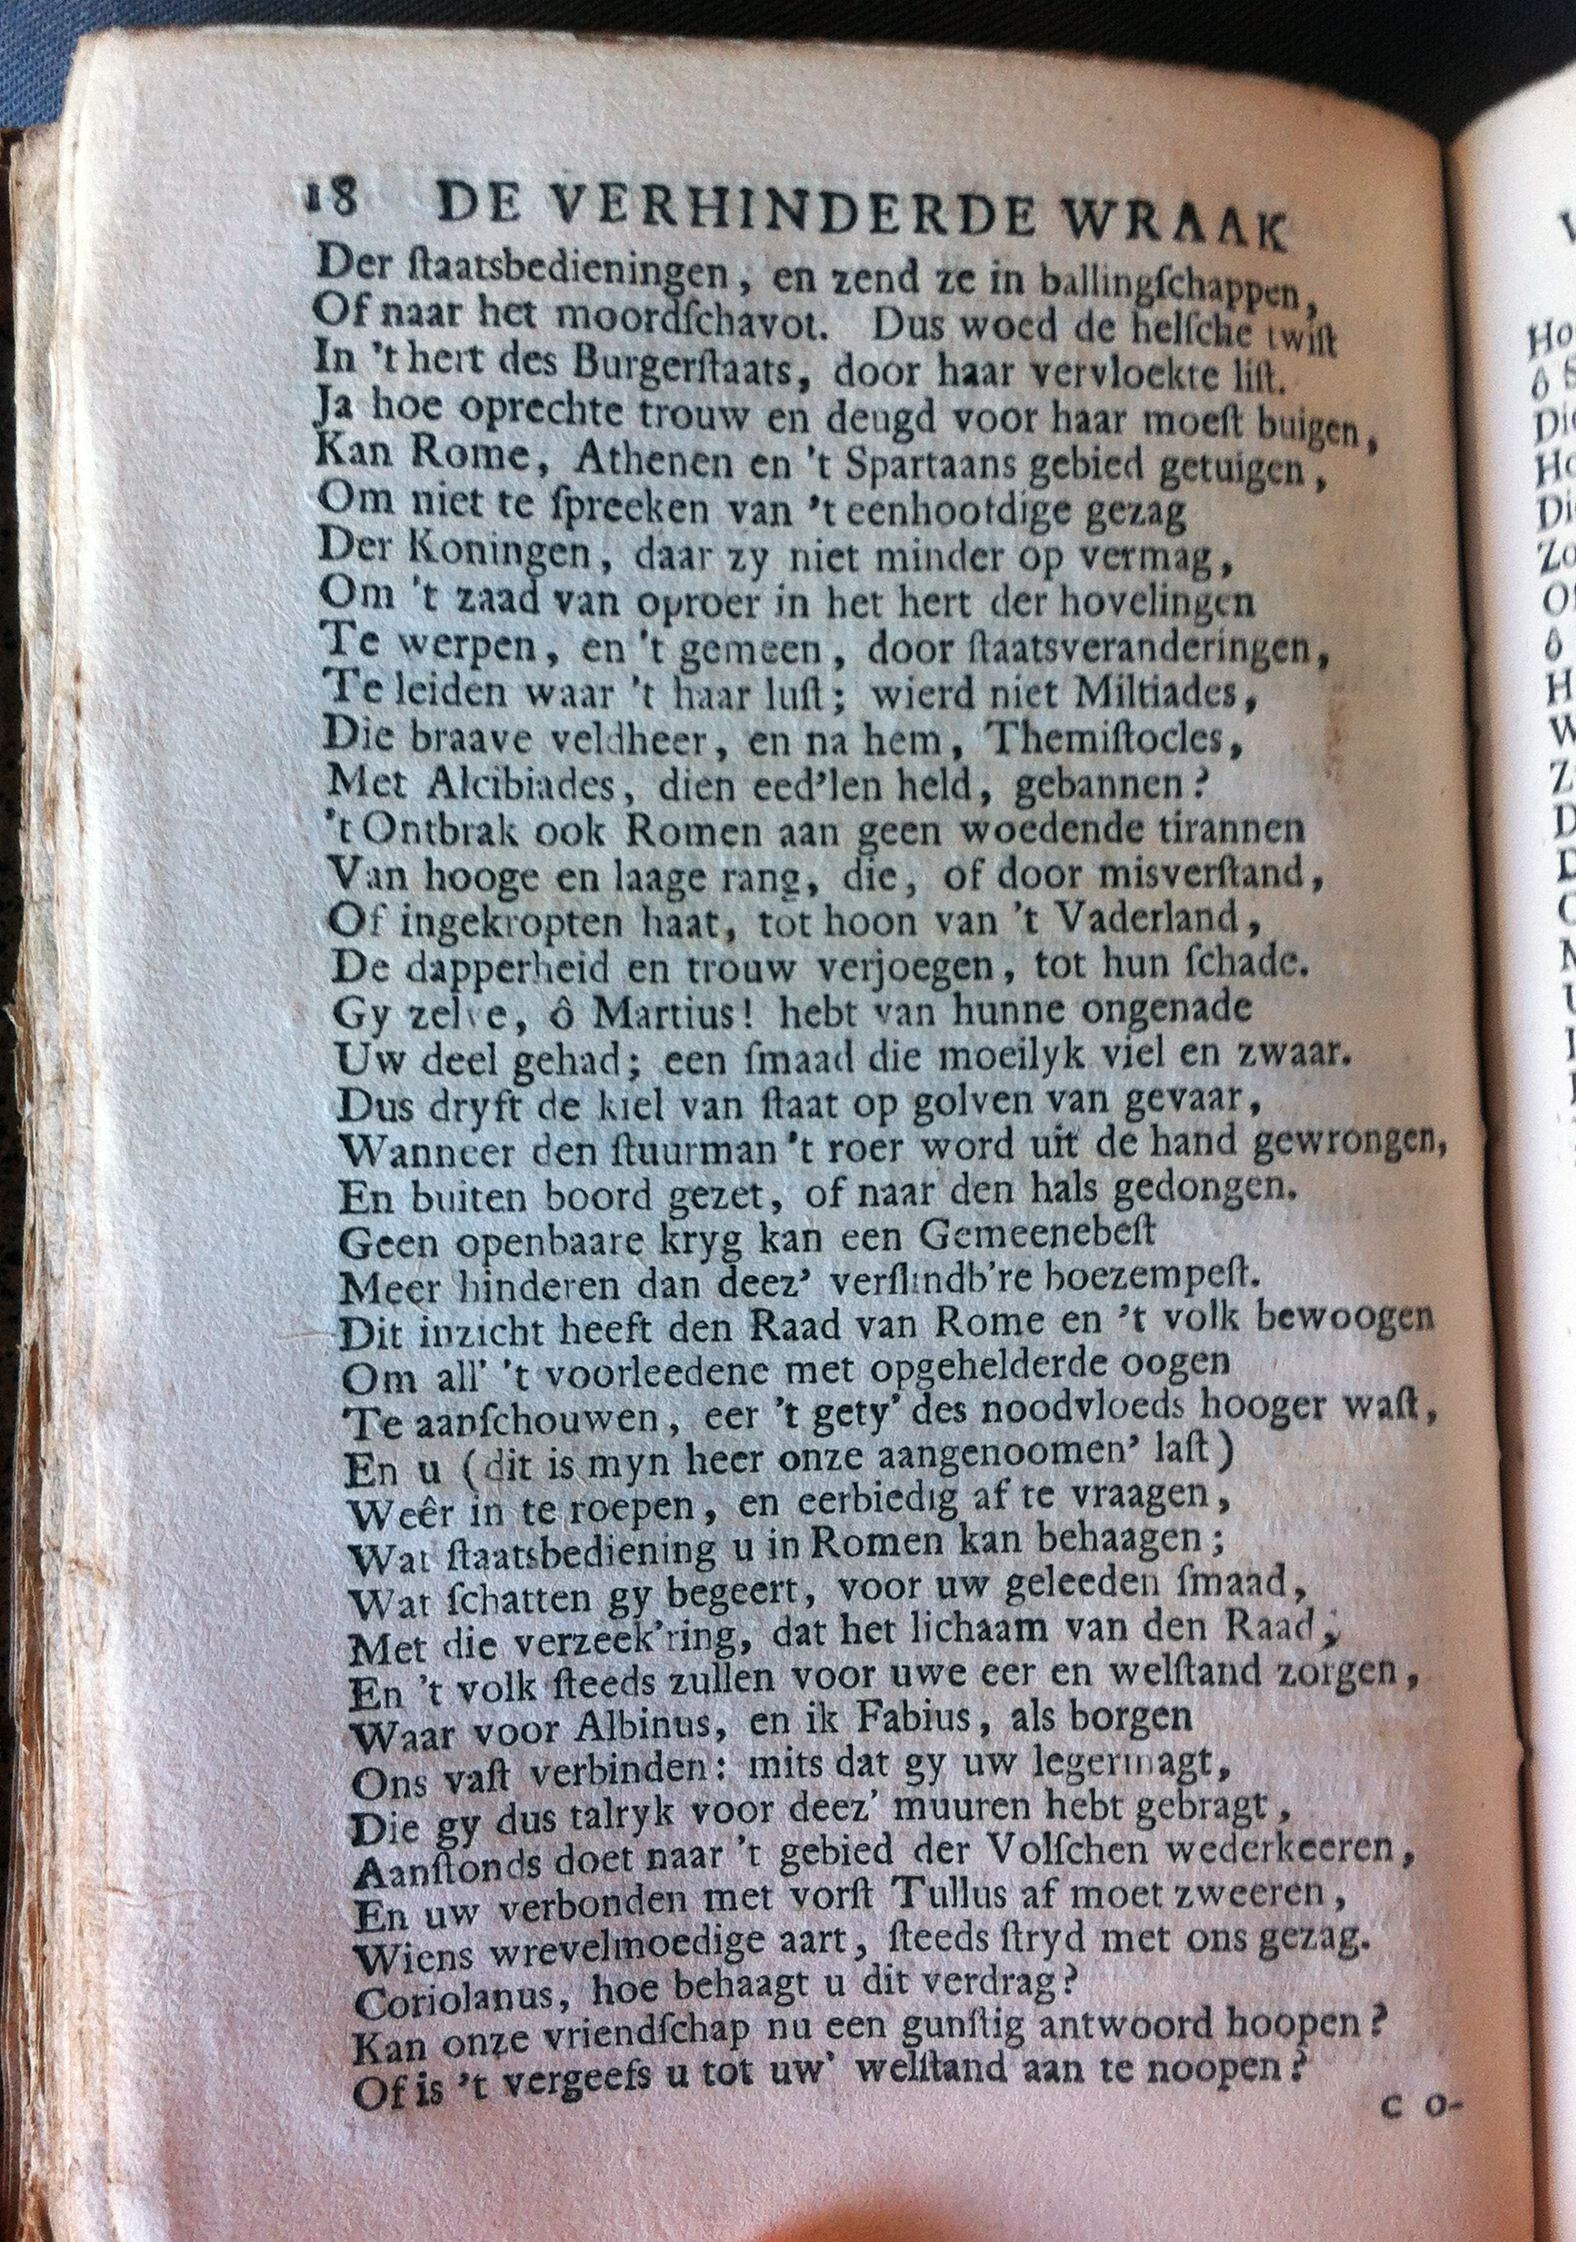 18 DE VERHINDERDE WRAAK
Der ſtaatsbedieningen, en zend ze in ballingſchappen,
Of naar het moordſchavot. Dus woed de helſche twiſt
In 't hert des Burgerſtaats, door haar vervloekte liſt.
Ja hoe oprechte trouw en deugd voor haar moeſt buigen,
Kan Rome, Athenen en 't Spartaans gebied getuigen,
Om niet te ſpreeken van 't eenhoofdige gezag
Der Koningen, daar zy niet minder op vermag,
Om 't zaad van oproer in het hert der hovelingen
Te werpen, en 't gemeen, door ſtaatsveranderingen,
Te leiden waar 't haar luſt; wierd niet Miltiades,
Die braave veldheer, en na hem, Themiſtocles,
Met Alcibiades, dien eed'len held, gebannen?
't Ontbrak ook Romen aan geen woedende tirannen
Van hooge en laage rang, die, of door misverſtand,
Of ingekropten haat, tot hoon van 't Vaderland,
De dapperheid en trouw verjoegen, tot hun ſchade.
Gy zelve, ô Martius! hebt van hunne ongenade
Uw deel gehad; een ſmaad die moeilyk viel en zwaar.
Dus dryft de kiel van ſtaat op golven van gevaar,
Wanneer den ſtuurman 't roer word uit de hand gewrongen,
En buiten boord gezet, of naar den hals gedongen.
Geen openbaare kryg kan een Gemeenebeſt
Meer hinderen dan deez' verſlindb're boezempeſt.
Dit inzicht heeft den Raad van Rome en 't volk bewoogen
Om all' 't voorleedene met opgehelderde oogen
Te aanſchouwen, eer 't gety' des noodvloeds hooger waſt,
En u (dit is myn heer onze aangenoomen' laſt)
Weêr in te roepen, en eerbiedig af te vraagen,
Wat ſtaatsbediening u in Romen kan behaagen;
Wat ſchatten gy begeert, voor uw geleeden ſmaad,
Met die verzeek'ring, dat het lichaam van den Raad,
En 't volk ſteeds zullen voor uwe eer en welſtand zorgen,
Waar voor Albinus, en ik Fabius, als borgen
Ons vaſt verbinden: mits dat gy uw legermagt,
Die gy dus talryk voor deez' muuren hebt gebragt,
Aanſtonds doet naar 't gebied der Volſchen wederkeeren,
En uw verbonden met vorſt Tullus af moet zweeren,
Wiens wrevelmoedige aart, ſteeds ſtryd met ons gezag.
Coriolanus, hoe behaagt u dit verdrag?
Kan onze vriendſchap nu een gunſtig antwoord hoopen?
Of is 't vergeefs u tot uw' welſtand aan te noopen?
C O-